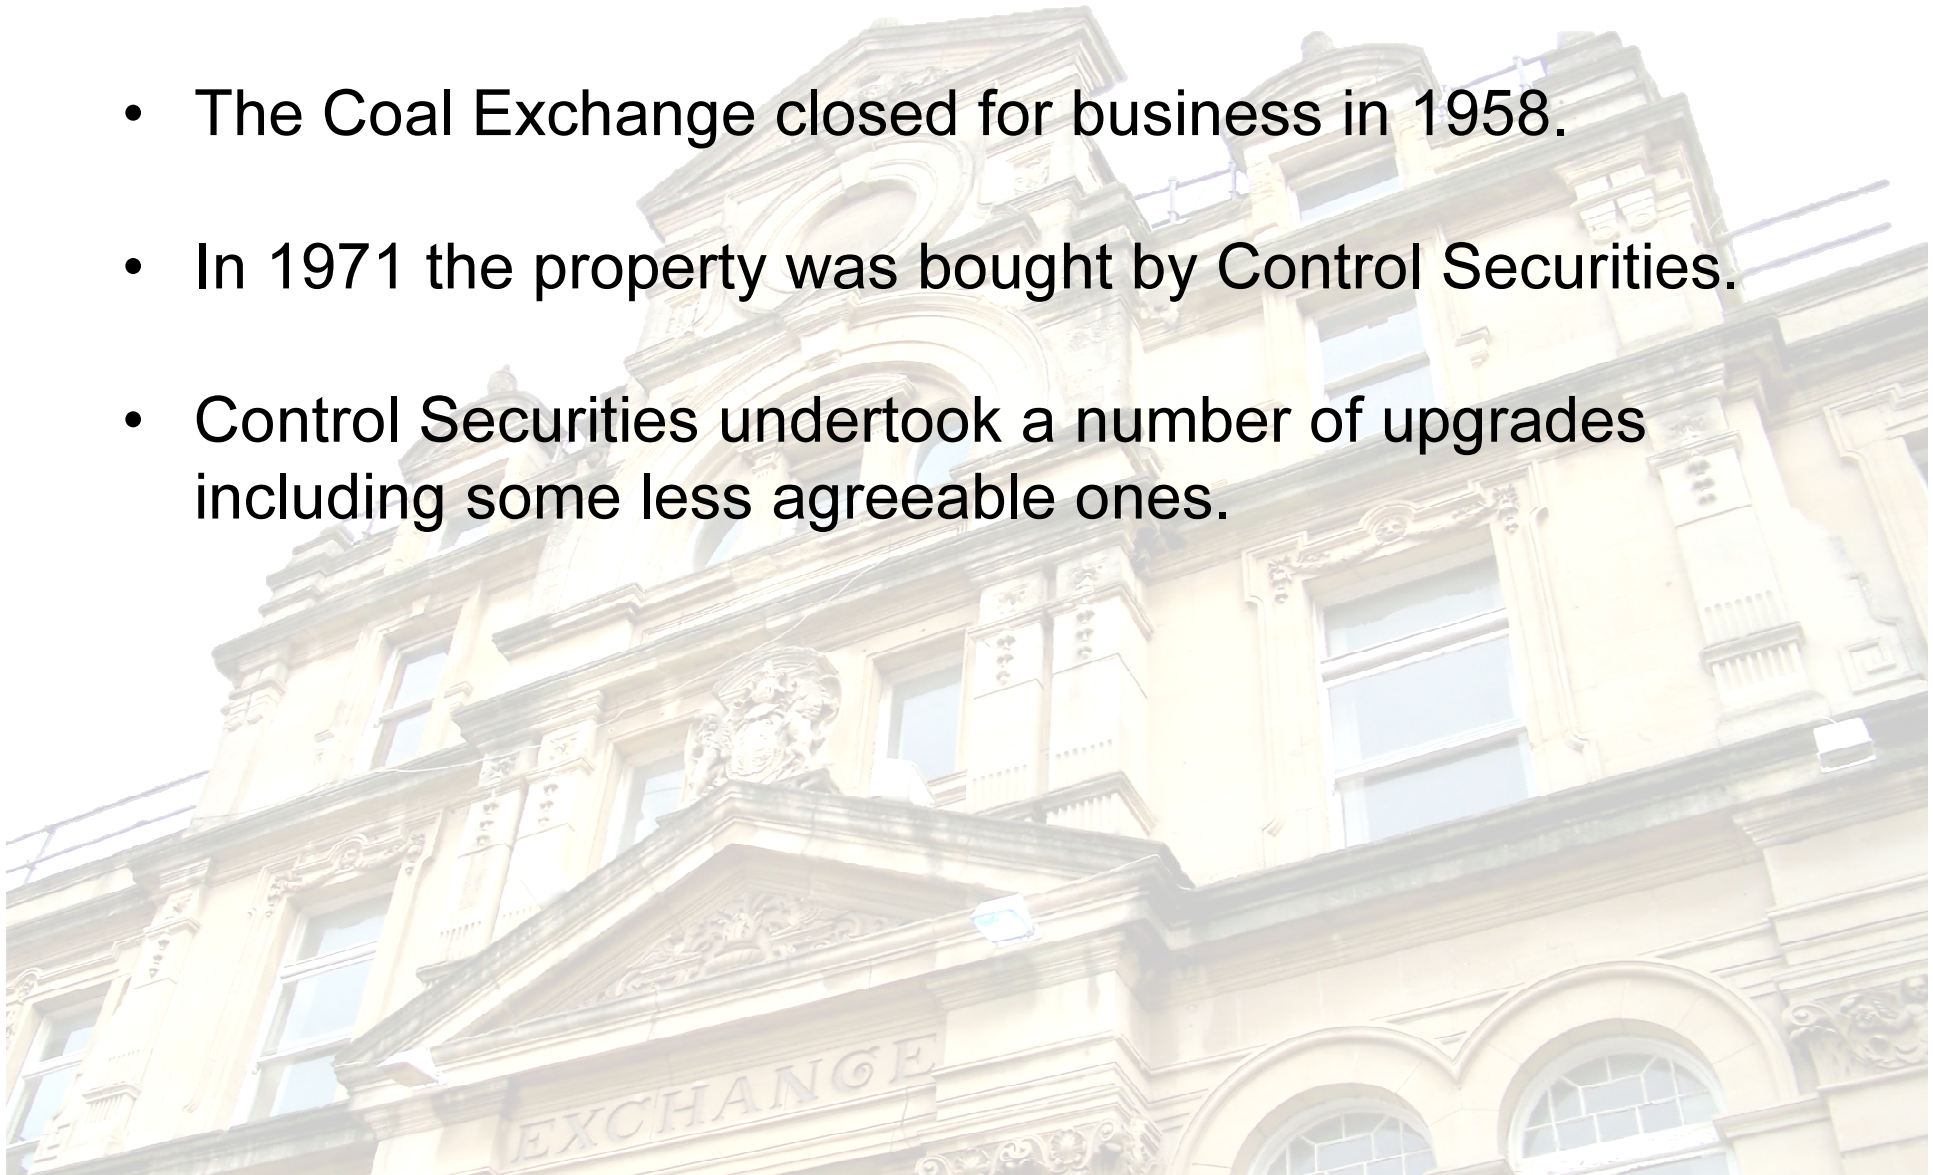 • The Coal Exchange closed for business in 1958.
• In 1971 the property was bought by Control Securities.
• Control Securities undertook a number of upgrades
including some less agreeable ones.
EXCHANGE